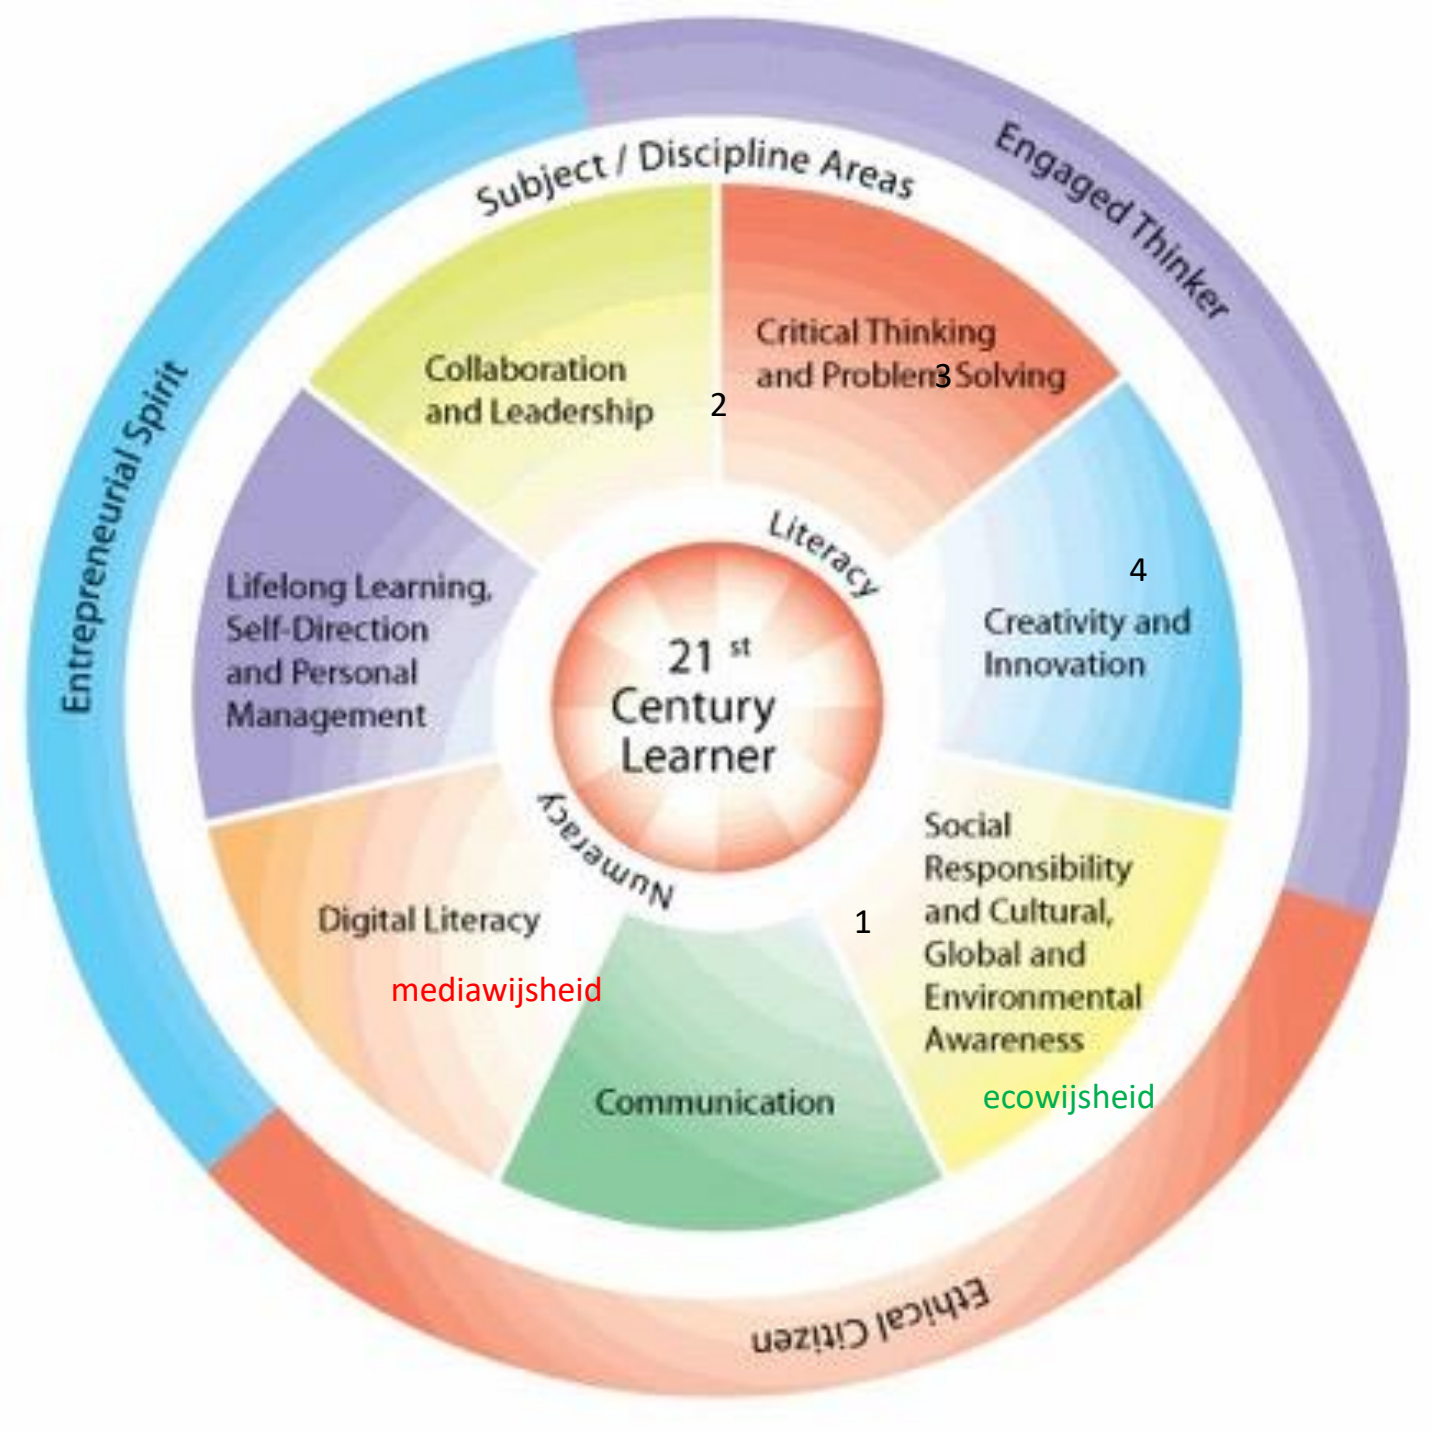 Engaged Thinker
Subject / Discipline Areas
Entrepreneurial Spirit
Collaboration
and Leadership
2
Critical Thinking
and Problem Solving
3
Literacy
4
Creativity and
Innovation
Lifelong Learning,
Self-Direction
and Personal
Management
21 st
Century
Learner
Numeracy
Social
Responsibility
and Cultural,
Global and
Environmental
Awareness
1
ecowijsheid
Digital Literacy
mediawijsheid
Communication
Ethical Citizen